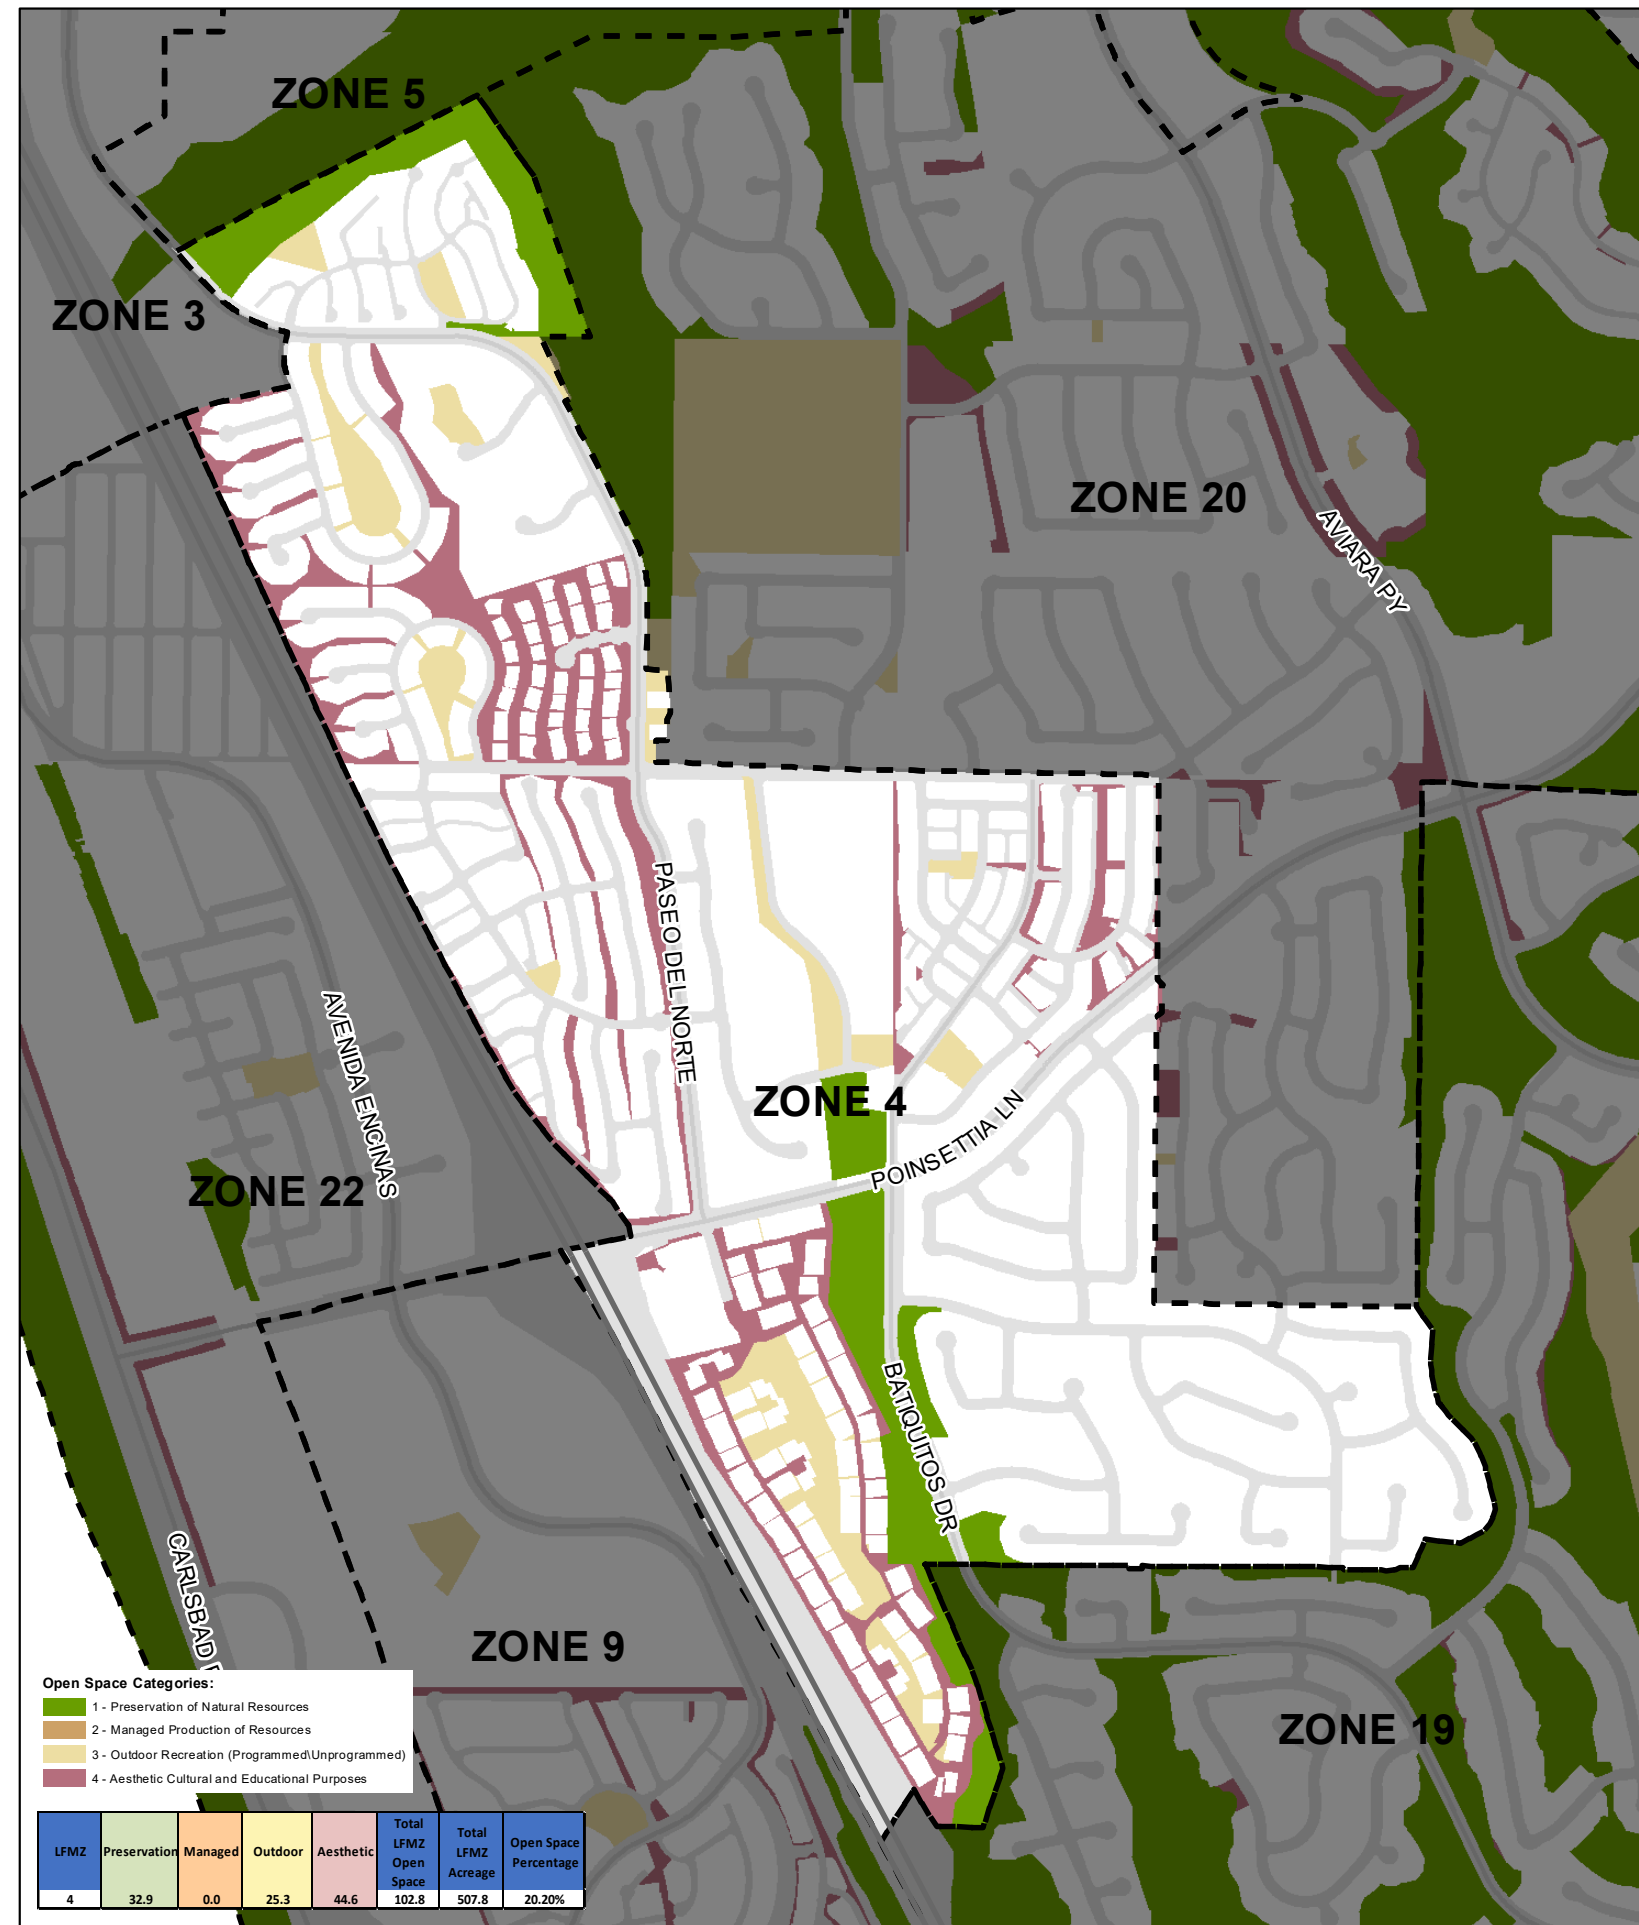 ZONE 5
ZONE 3
ZONE 20
AVIARA PY
PASEO DEL NORTE
AVENIDA ENCINAS
ZONE 4
POINSETTIA LN
ZONE 22
BATIQUITOS DR
CARLSBAD
ZONE 9
ZONE 19
Open Space Categories:
1 - Preservation of Natural Resources
2 - Managed Production of Resources
3 - Outdoor Recreation (Programmed\Unprogrammed)
4 - Aesthetic Cultural and Educational Purposes
LFMZ Preservation Managed Outdoor Aesthetic Total LFMZ Open Space Total LFMZ Acreage Open Space Percentage
4 32.9 0.0 25.3 44.6 102.8 507.8 20.20%